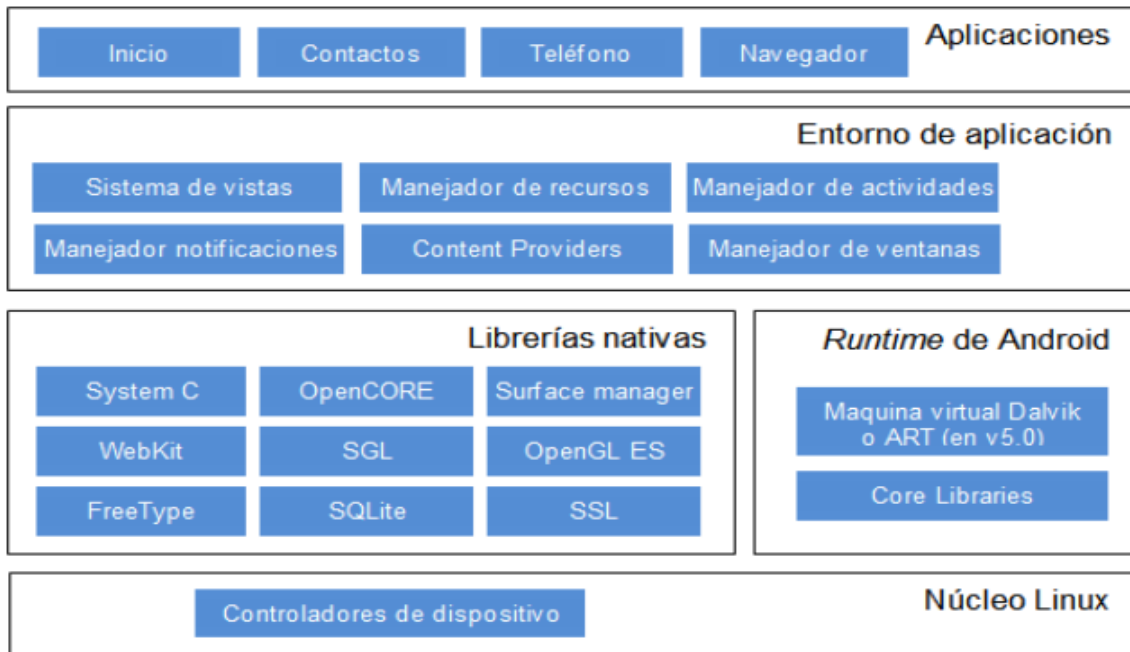 Aplicaciones
Inicio
Contactos
Teléfono
Navegador
Entorno de aplicación
Sistema de vistas
Manejador de recursos
Manejador de actividades
Manejador notificaciones
Content Providers
Manejador de ventanas
Librerías nativas
System C
OpenCORE
Surface manager
WebKit
SGL
OpenGL ES
FreeType
SQLite
SSL
Runtime de Android
Maquina virtual Dalvik
o ART (en v5.0)
Core Libraries
Núcleo Linux
Controladores de dispositivo